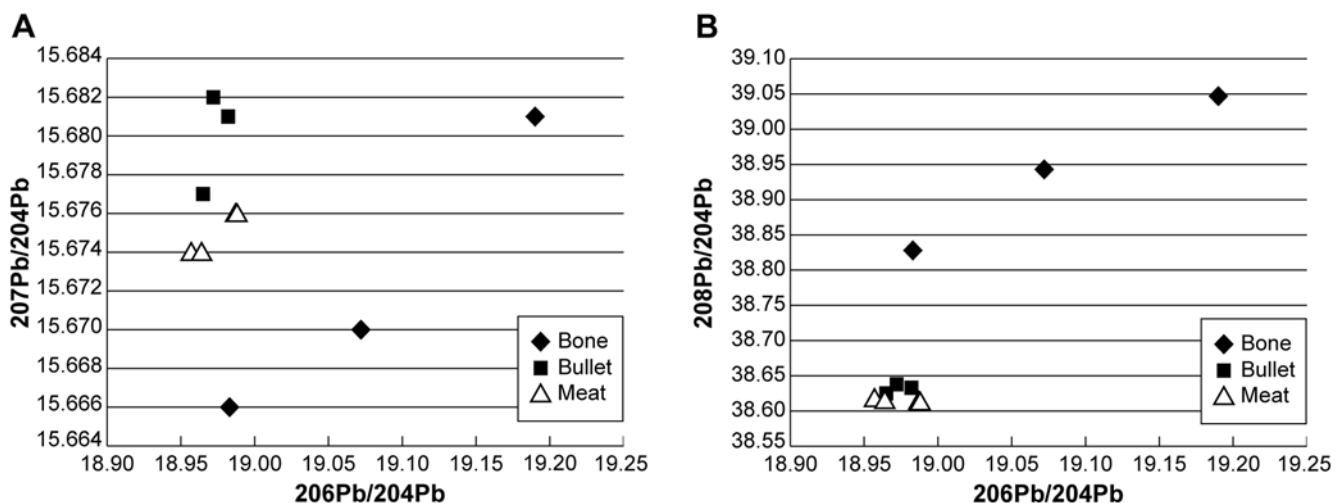 A
15.684
15.682
15.680
15.678
15.676
15.674
15.672
15.670
15.668
15.666
15.664
207Pb/204Pb
18.90 18.95 19.00 19.05 19.10 19.15 19.20 19.25
206Pb/204Pb
Bone
Bullet
Meat
B
39.10
39.05
39.00
38.95
38.90
38.85
38.80
38.75
38.70
38.65
38.60
38.55
208Pb/204Pb
18.90 18.95 19.00 19.05 19.10 19.15 19.20 19.25
206Pb/204Pb
Bone
Bullet
Meat